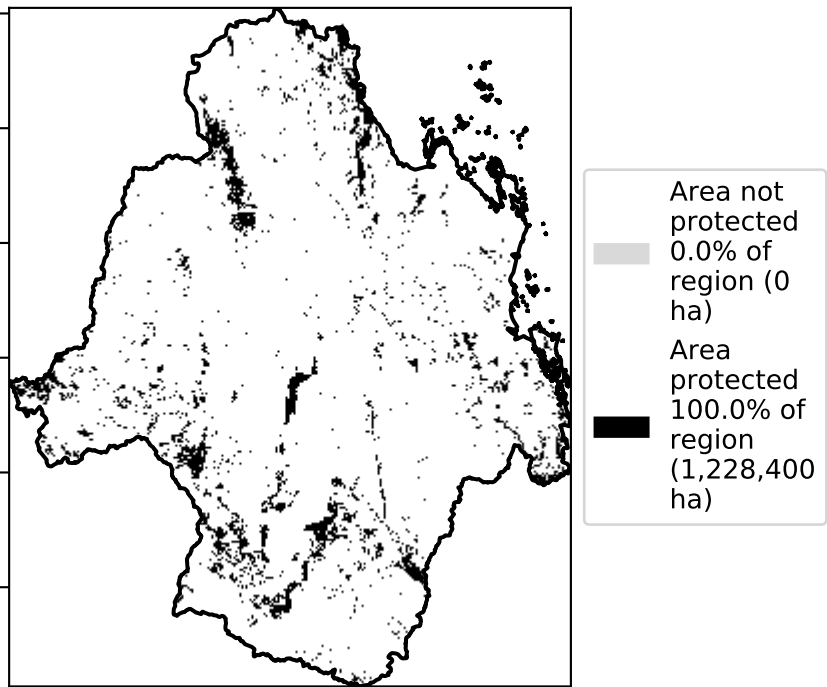 Area not
protected
0.0% of
region (0
ha)
Area
protected
100.0% of
region
(1,228,400
ha)